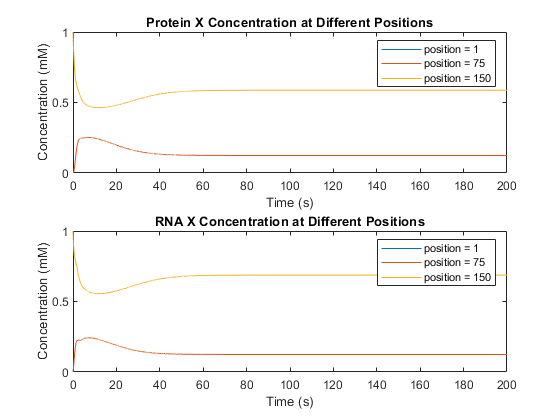 Protein X Concentration at Different Positions
1
0.5
0
Concentration (mM)
position = 1
position = 75
position = 150
0 20 40 60 80 100 120 140 160 180 200
Time (s)
RNA X Concentration at Different Positions
1
0.5
0
Concentration (mM)
position = 1
position = 75
position = 150
0 20 40 60 80 100 120 140 160 180 200
Time (s)